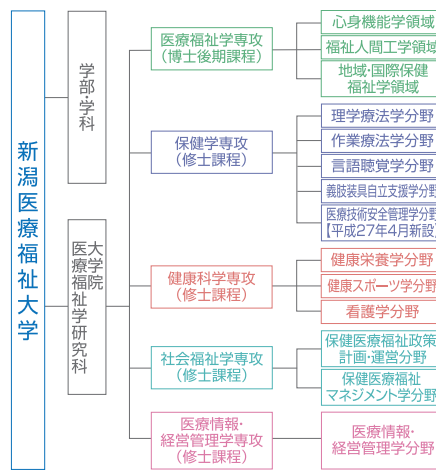 新潟医療福祉大学
学部・学科
大学院
医療福祉学研究科
医療福祉学専攻
（博士後期課程）
心身機能学領域
福祉人間工学領域
地域・国際保健
福祉学領域
保健学専攻
（修士課程）
理学療法学分野
作業療法学分野
言語聴覚学分野
義肢装具自立支援学分野
医療技術安全管理学分野
【平成27年4月新設】
健康科学専攻
（修士課程）
健康栄養学分野
健康スポーツ学分野
看護学分野
社会福祉学専攻
（修士課程）
保健医療福祉政策・
計画・運営分野
保健医療福祉
マネジメント学分野
医療情報・
経営管理学専攻
（修士課程）
医療情報・
経営管理学分野